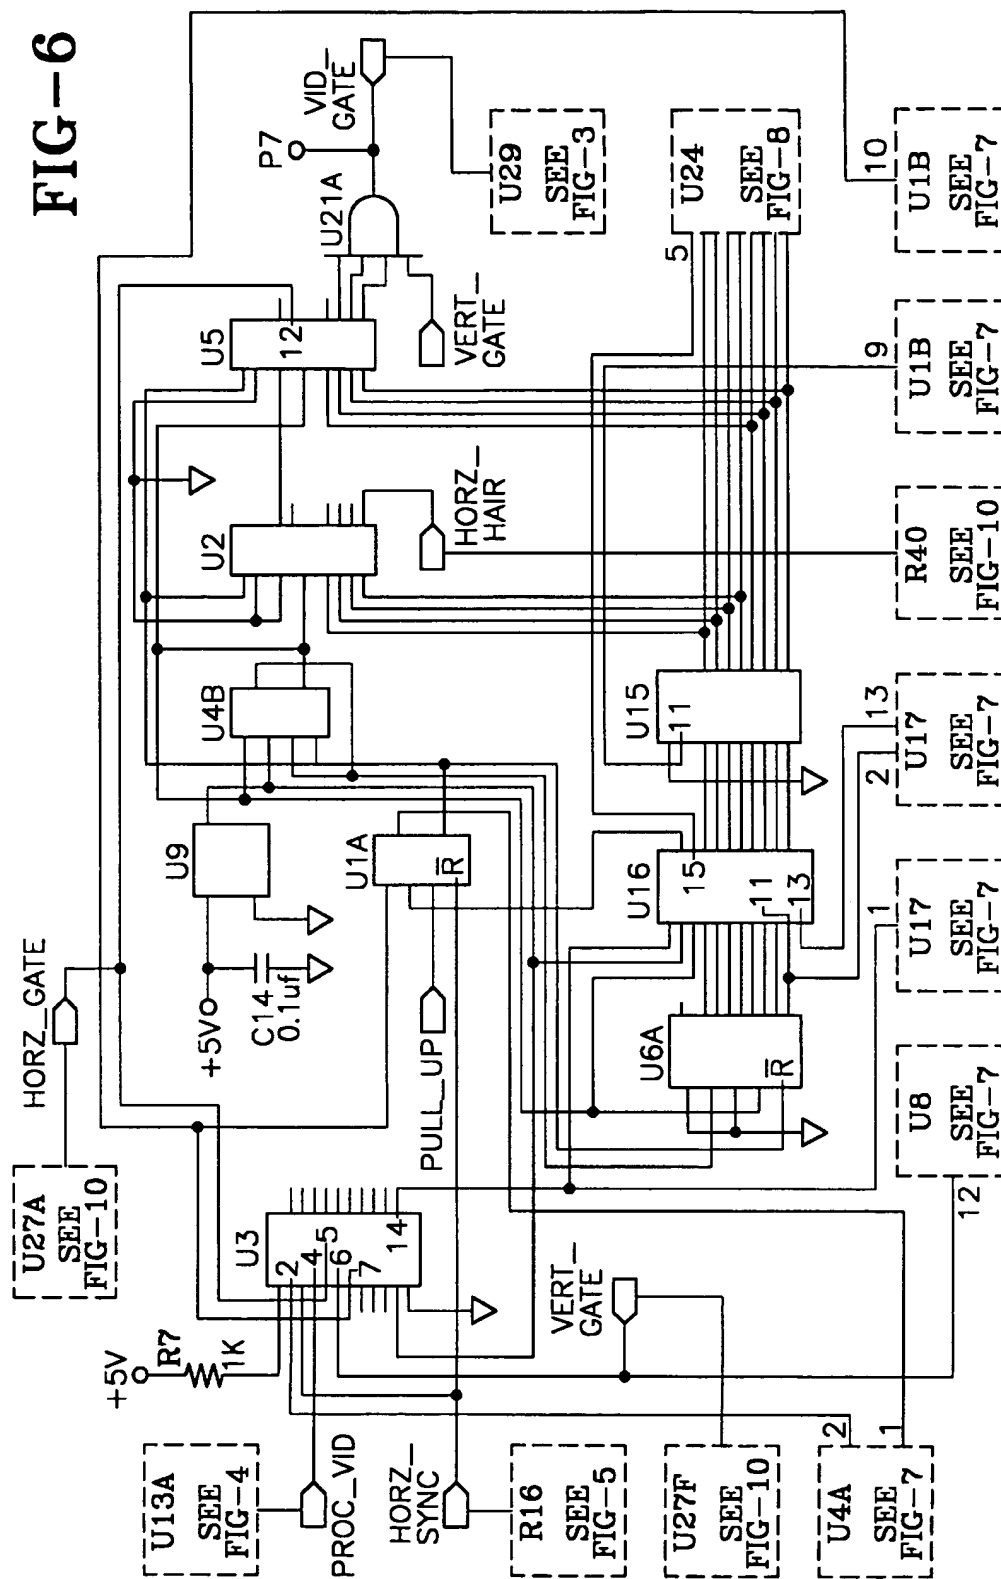 FIG-6
U27A
SEE
FIG-10
HORZ_GATE
+5V
R7
1K
U3
2
4
5
6
7
14
U13A
SEE
FIG-4
PROC_VID
HORZ_
SYNC
R16
SEE
FIG-5
VERT_
GATE
U27F
SEE
FIG-10
U4A
SEE
FIG-7
2
1
+5V
C14
0.1uf
U9
PULL_UP
U1A
R
U4B
U2
HORZ_
HAIR
U5
12
VERT_
GATE
U21A
P7
VID_
GATE
U29
SEE
FIG-3
U6A
R
U16
15
11
13
U15
11
U24
SEE
FIG-8
5
U8
SEE
FIG-7
12
U17
SEE
FIG-7
1
U17
SEE
FIG-7
2
13
R40
SEE
FIG-10
U1B
SEE
FIG-7
9
U1B
SEE
FIG-7
10